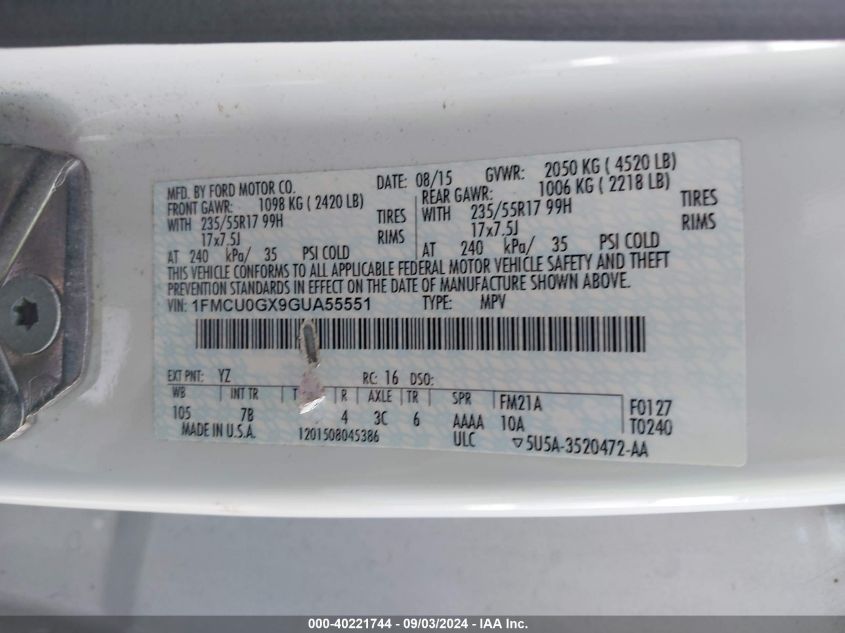 MFD. BY FORD MOTOR CO. DATE: 08/15 GVWR: 2050 KG ( 4520 LB)
FRONT GAWR: 1098 KG ( 2420 LB) REAR GAWR: 1006 KG ( 2218 LB)
WITH 235/55R17 99H TIRES WITH 235/55R17 99H TIRES
17x7.5J RIMS 17x7.5J RIMS
AT 240 kPa/ 35 PSI COLD AT 240 kPa/ 35 PSI COLD
THIS VEHICLE CONFORMS TO ALL APPLICABLE FEDERAL MOTOR VEHICLE SAFETY AND THEFT
PREVENTION STANDARDS IN EFFECT ON THE DATE OF MANUFACTURE SHOWN ABOVE.
VIN: 1FMCU0GX9GUA55551 TYPE: MPV
EXT PNT: YZ RC: 16 DSO:
WB INT TR T R AXLE TR SPR FM21A F0127
105 7B 4 3C 6 AAAA 10A T0240
MADE IN U.S.A. 1201508045386 ULC ▽5U5A-3520472-AA
000-40221744 - 09/03/2024 - IAA Inc.